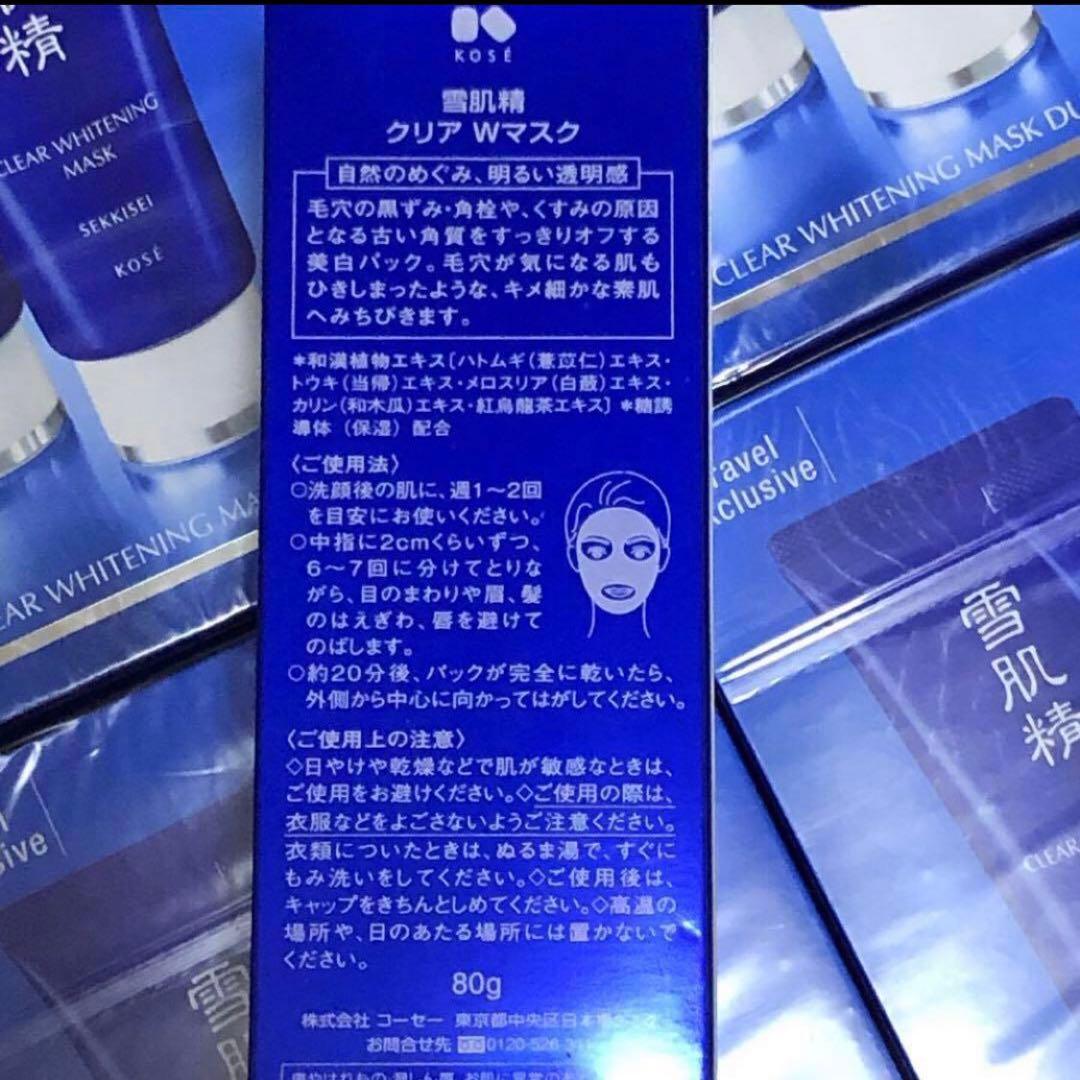 KOSÉ
雪肌精
クリア Wマスク
自然のめぐみ、明るい透明感
毛穴の黒ずみ・角栓や、くすみの原因
となる古い角質をすっきりオフする
美白パック。毛穴が気になる肌も
ひきしまったような、キメ細かな素肌
へみちびきます。
*和漢植物エキス[ハトムギ(薏苡仁)エキス・
トウキ(当帰)エキス・メロスリア(白蘞)エキス・
カリン(和木瓜)エキス・紅烏龍茶エキス] *糖誘
導体 (保湿) 配合
〈ご使用法〉
○洗顔後の肌に、週1〜2回
を目安にお使いください。
○中指に2cmくらいずつ、
6〜7回に分けてとりな
がら、目のまわりや眉、髪
のはえぎわ、唇を避けて
のばします。
○約20分後、パックが完全に乾いたら、
外側から中心に向かってはがしてください。
〈ご使用上の注意〉
◇日やけや乾燥などで肌が敏感なときは、
ご使用をお避けください。◇ご使用の際は、
衣服などをよごさないようご注意ください。
衣類についたときは、ぬるま湯で、すぐに
もみ洗いをしてください。◇ご使用後は、
キャップをきちんとしめてください。◇高温の
場所や、日のあたる場所には置かないで
ください。
80g
株式会社 コーセー 東京都中央区日本橋
お問合せ先 0120-526-311
精
CLEAR WHITENING
MASK
SEKKISEI
KOSÉ
CLEAR WHITENING MASK DU
EAR WHITENING MA
ravel
xclusive
雪
肌
精
CLEAR
sive
雪
肌